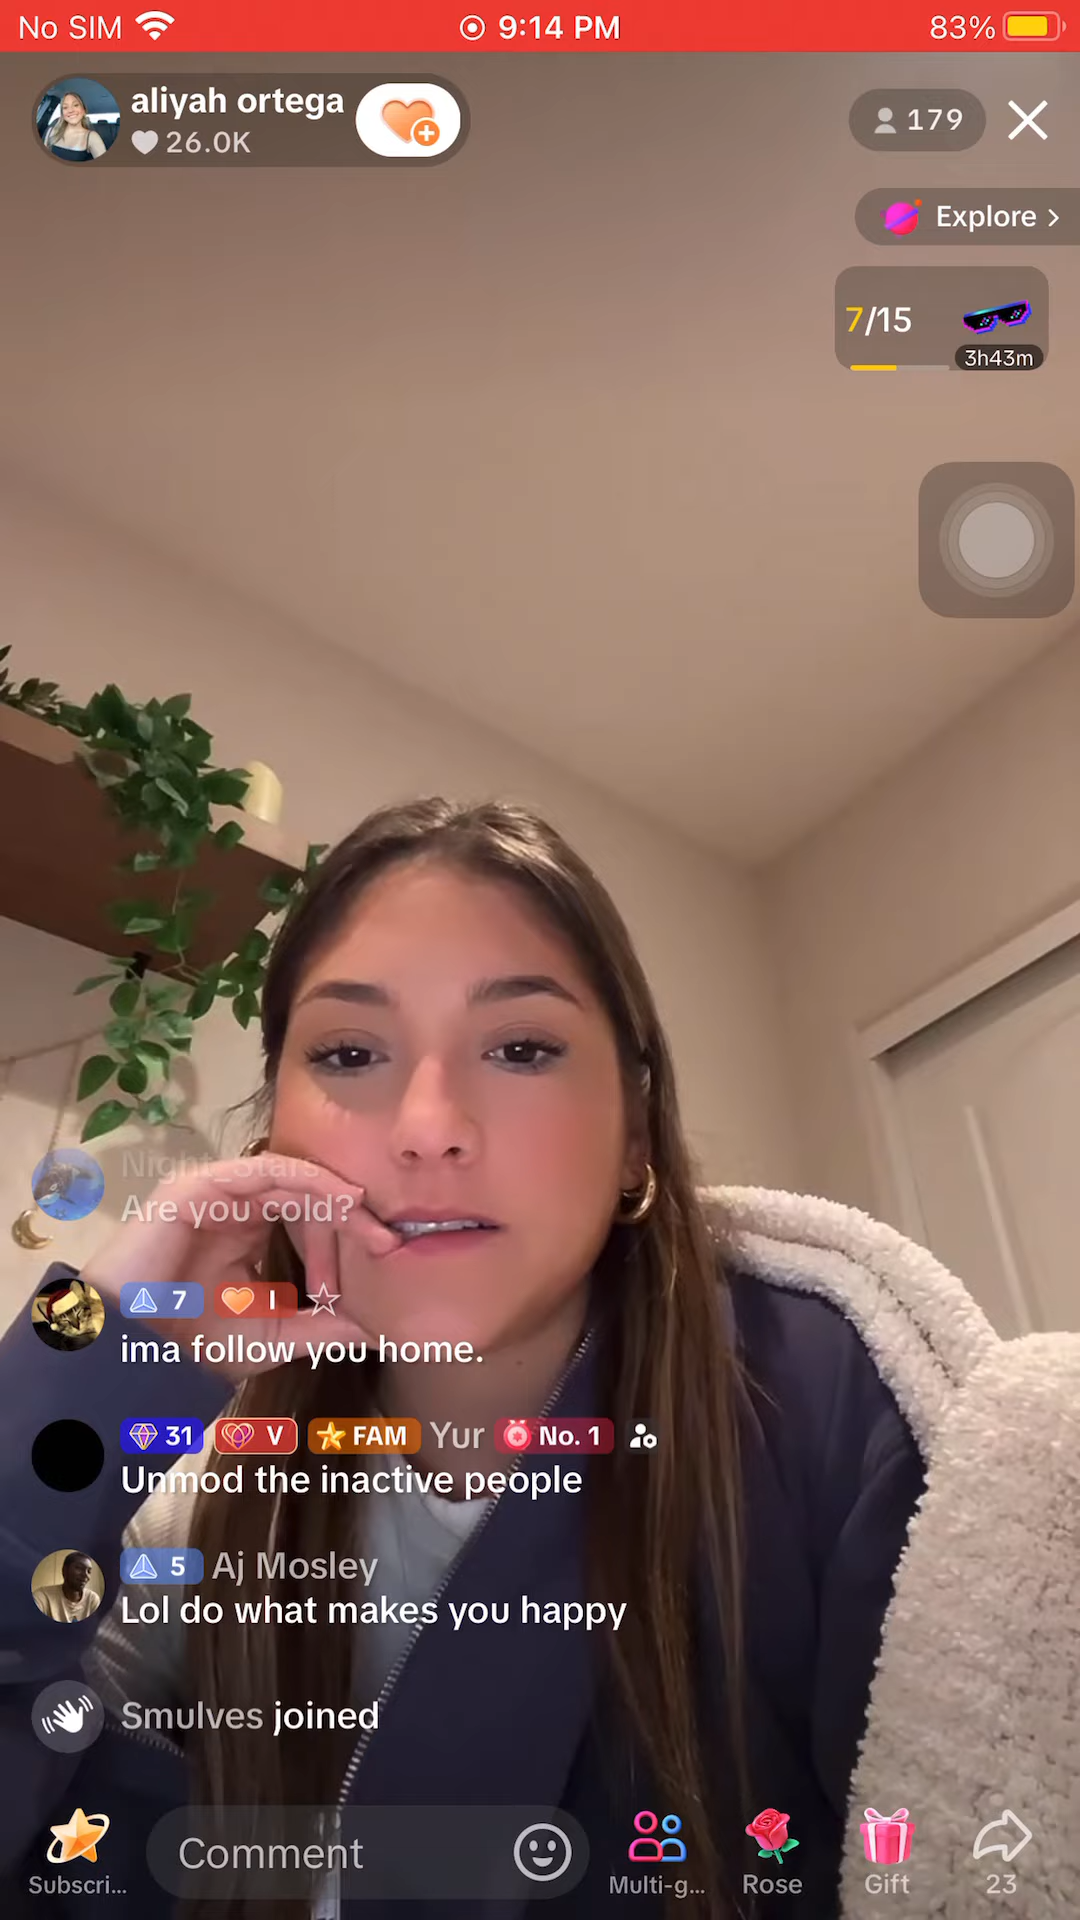 No SIM 9:14 PM 83%
aliyah ortega
26.0K
179
Explore >
7/15
3h43m
Night_Stars
Are you cold?
7 I
ima follow you home.
31 V FAM Yur No. 1
Unmod the inactive people
5 Aj Mosley
Lol do what makes you happy
Smulves joined
Comment
Subscri... Multi-g... Rose Gift 23